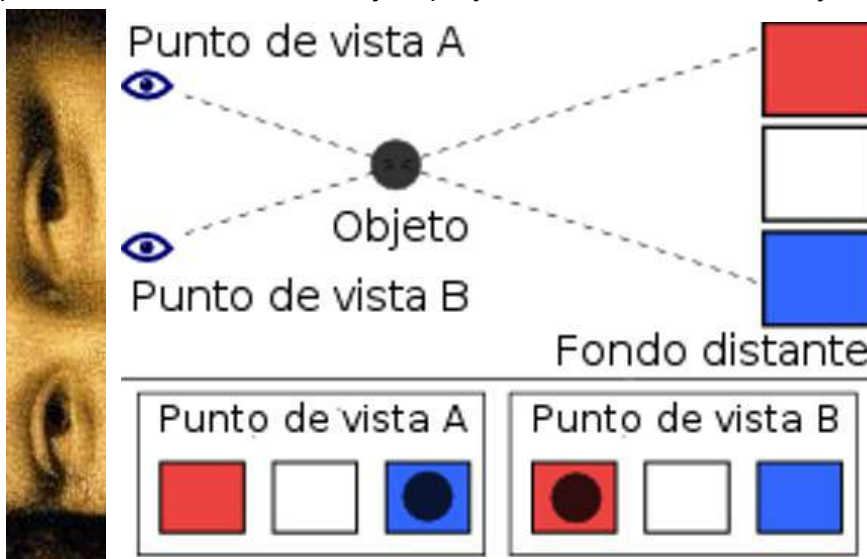 Punto de vista A
Objeto
Punto de vista B
Fondo distante
Punto de vista A
Punto de vista B